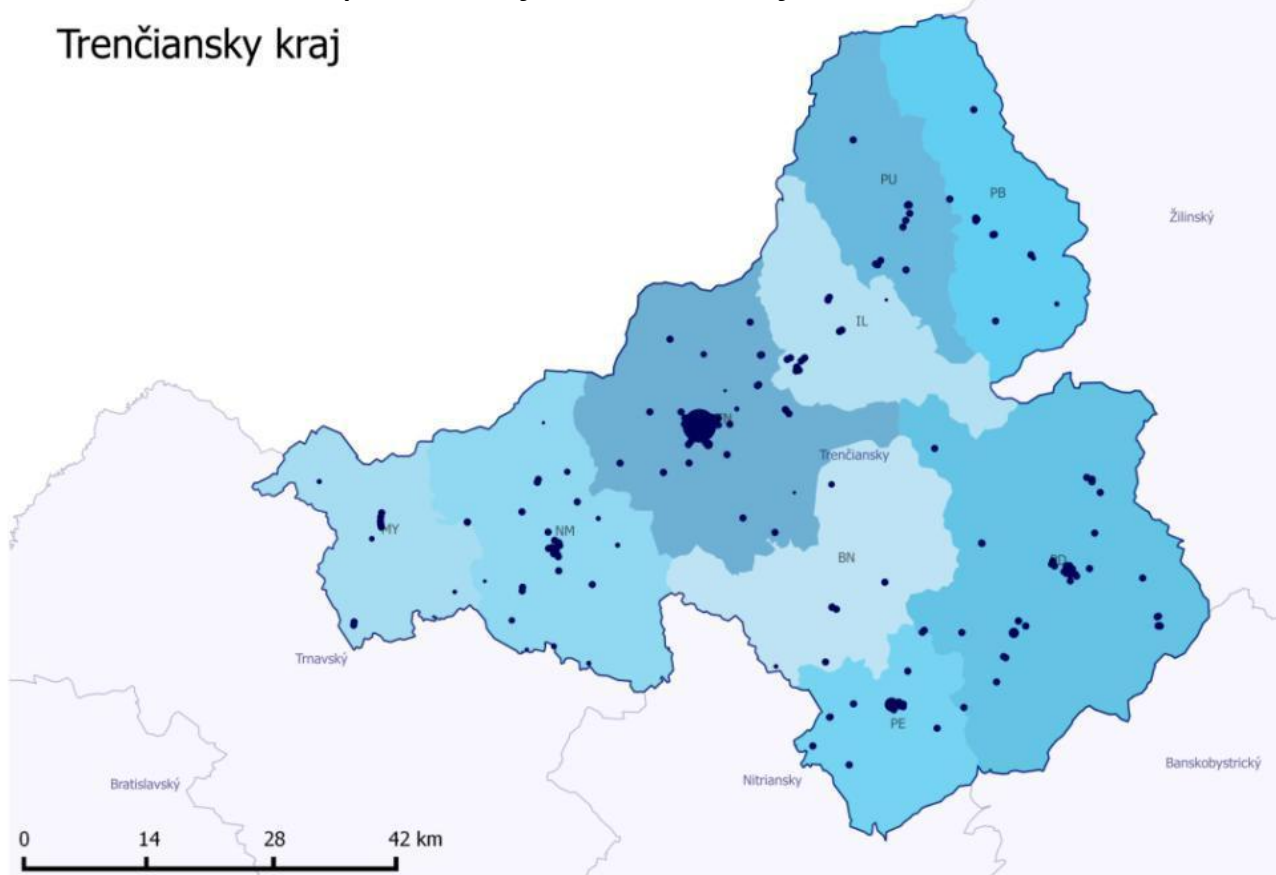 Trenčiansky kraj
PU
PB
Žilinský
IL
Trenčiansky
MY
NM
BN
Trnavský
PE
Nitriansky
Banskobystrický
Bratislavský
0 14 28 42 km